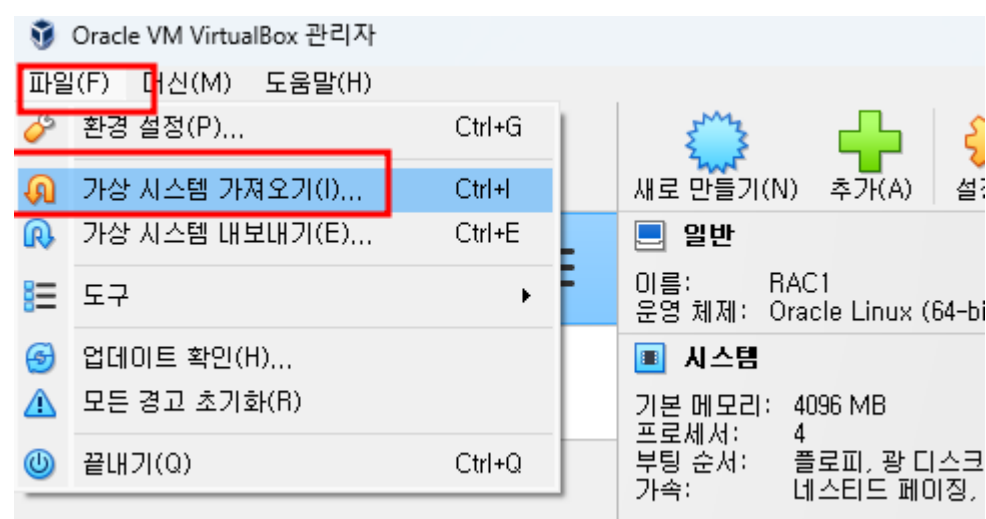 Oracle VM VirtualBox 관리자
파일(F) 머신(M) 도움말(H)
환경 설정(P)... Ctrl+G
가상 시스템 가져오기(I)... Ctrl+I
가상 시스템 내보내기(E)... Ctrl+E
도구
업데이트 확인(H)...
모든 경고 초기화(R)
끝내기(Q) Ctrl+Q
새로 만들기(N) 추가(A)
일반
이름: RAC1
운영 체제: Oracle Linux (64-bi
시스템
기본 메모리: 4096 MB
프로세서: 4
부팅 순서: 플로피, 광 디스크
가속: 네스티드 페이징,